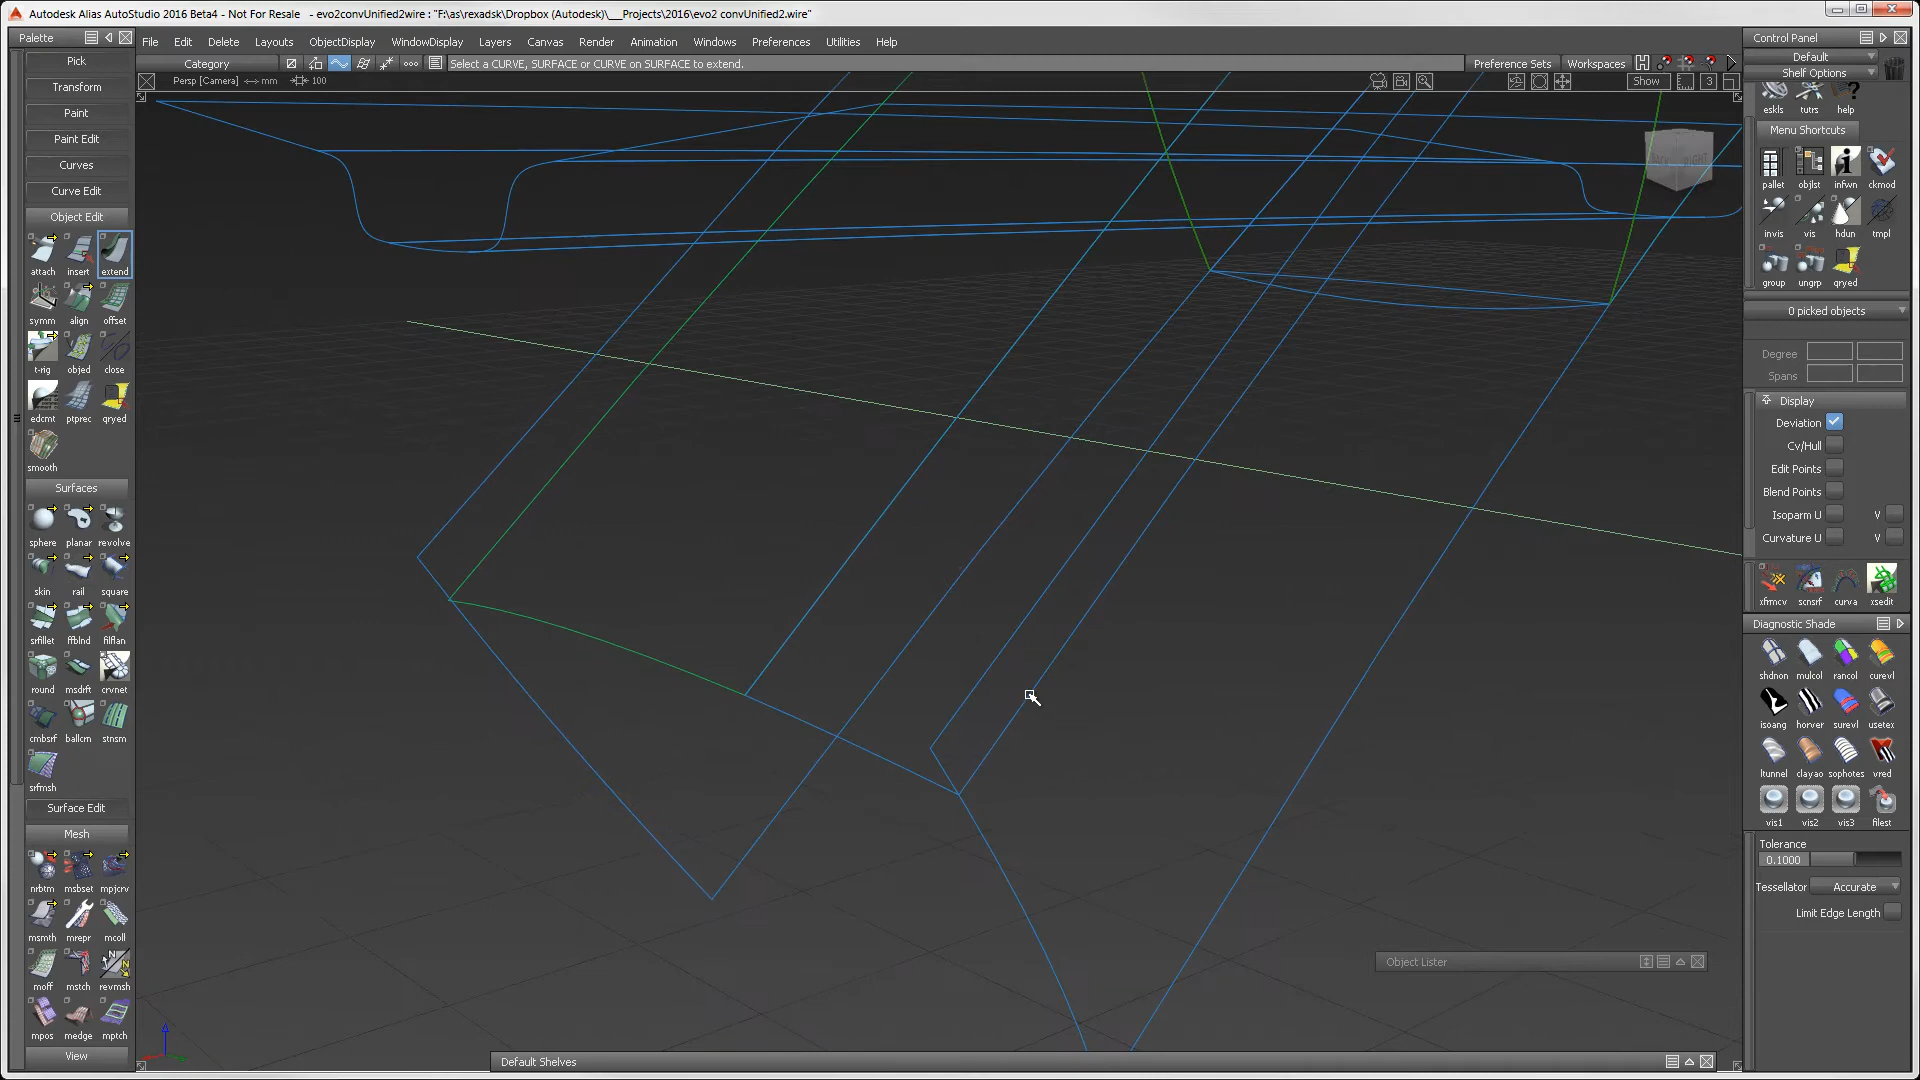 Autodesk Alias AutoStudio 2016 Beta4 - Not For Resale - evo2convUnified2wire : "F:\as\rexadsk\Dropbox (Autodesk)\__Projects\2016\evo2 convUnified2.wire"
Palette
File Edit Delete Layouts ObjectDisplay WindowDisplay Layers Canvas Render Animation Windows Preferences Utilities Help
Category
Select a CURVE, SURFACE or CURVE on SURFACE to extend.
Preference Sets Workspaces
Persp [Camera] <-> mm 100
Show 3
Pick
Transform
Paint
Paint Edit
Curves
Curve Edit
Object Edit
attach insert extend
symm align offset
t-rig objed close
edcmt ptprec qryed
smooth
Surfaces
sphere planar revolve
skin rail square
srfillet ffblnd filflan
round msdrft crvnet
cmbsrf ballcrn stnsm
srfmsh
Surface Edit
Mesh
nrbtm msbset mpjcrv
msmth mrepr mcoll
moff mstch revmsh
mpos medge mptch
View
RIGHT
Object Lister
Default Shelves
Control Panel
Default
Shelf Options
eskls tutrs help
Menu Shortcuts
pallet objlst infwn ckmod
invis vis hdun tmpl
group ungrp qryed
0 picked objects
Degree
Spans
Display
Deviation
Cv/Hull
Edit Points
Blend Points
Isoparm U V
Curvature U V
xfrmcv scnsrf curva xsedit
Diagnostic Shade
shdnon mulcol rancol curevl
isoang horver surevl usetex
ltunnel clayao sophotes vred
vis1 vis2 vis3 filest
Tolerance
0.1000
Tessellator Accurate
Limit Edge Length